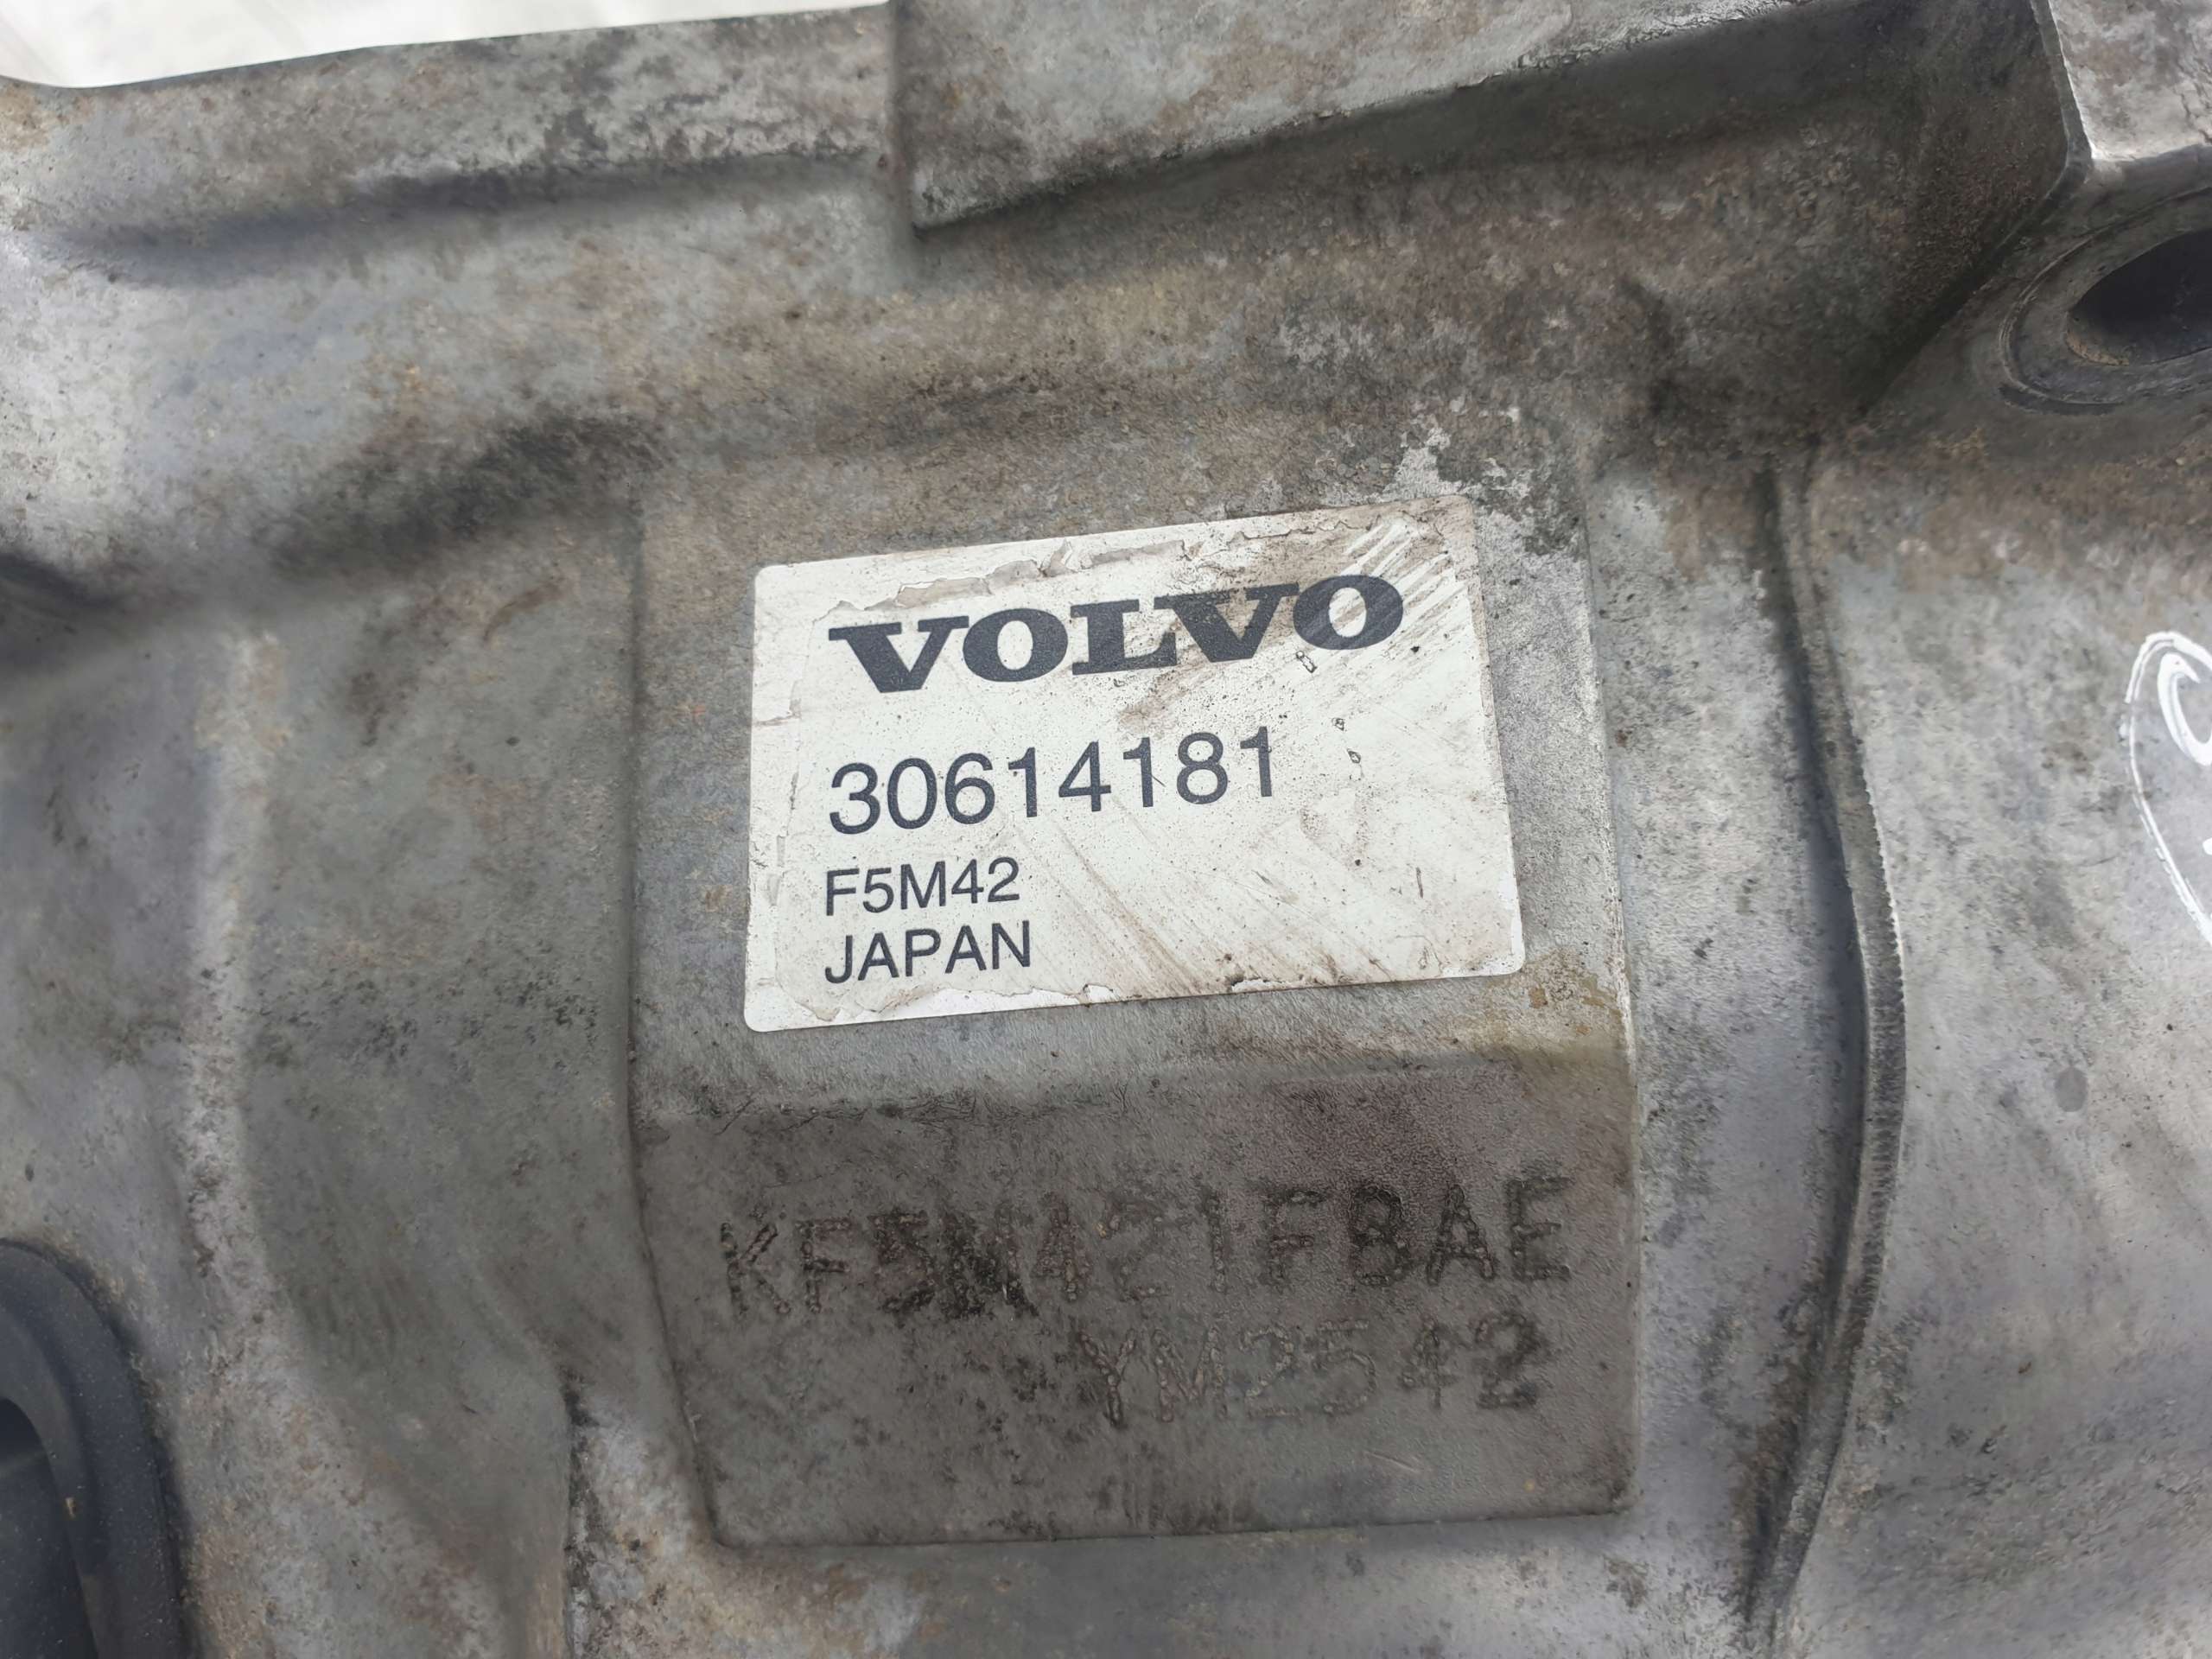 VOLVO
30614181
F5M42
JAPAN
KF5M421FBAE
YM2542